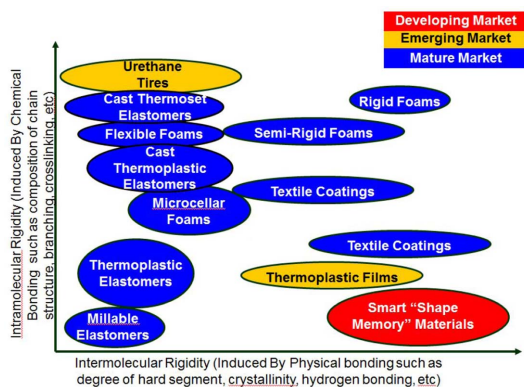 Developing Market
Emerging Market
Mature Market
Urethane
Tires
Cast Thermoset
Elastomers
Rigid Foams
Flexible Foams
Semi-Rigid Foams
Cast
Thermoplastic
Elastomers
Textile Coatings
Microcellar
Foams
Textile Coatings
Thermoplastic
Elastomers
Thermoplastic Films
Smart “Shape
Memory” Materials
Millable
Elastomers
Intramolecular Rigidity (Induced By Chemical
Bonding such as composition of chain
structure, branching, crosslinking, etc)
Intermolecular Rigidity (Induced By Physical bonding such as
degree of hard segment, crystallinity, hydrogen bonding, etc)